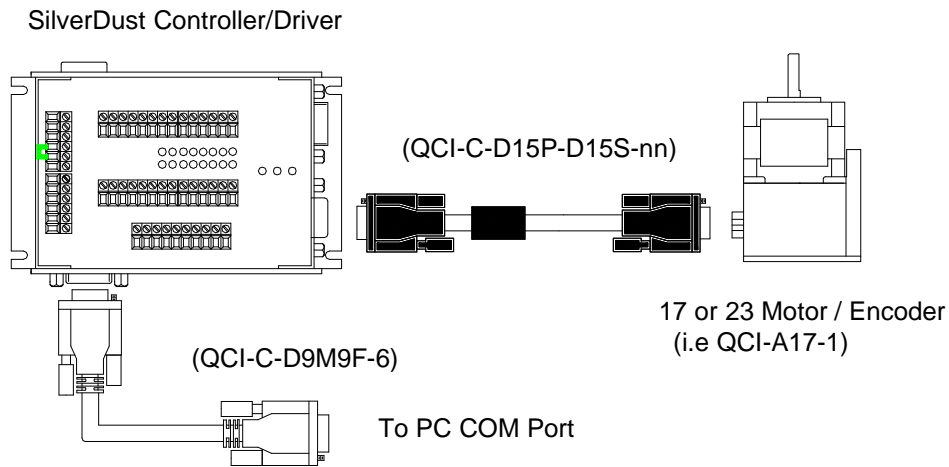 SilverDust Controller/Driver
(QCI-C-D15P-D15S-nn)
17 or 23 Motor / Encoder
(i.e QCI-A17-1)
(QCI-C-D9M9F-6)
To PC COM Port